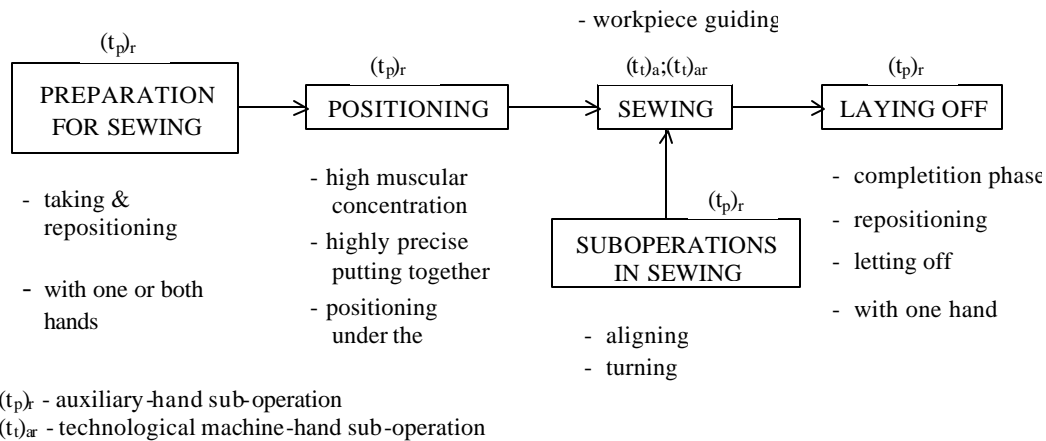 - workpiece guiding
(tp)r
PREPARATION
FOR SEWING
- taking &
repositioning
- with one or both
hands
(tp)r
POSITIONING
- high muscular
concentration
- highly precise
putting together
- positioning
under the
(tt)a;(tt)ar
SEWING
(tp)r
SUBOPERATIONS
IN SEWING
- aligning
- turning
(tp)r
LAYING OFF
- completition phase
- repositioning
- letting off
- with one hand
(tp)r - auxiliary-hand sub-operation
(tt)ar - technological machine-hand sub-operation